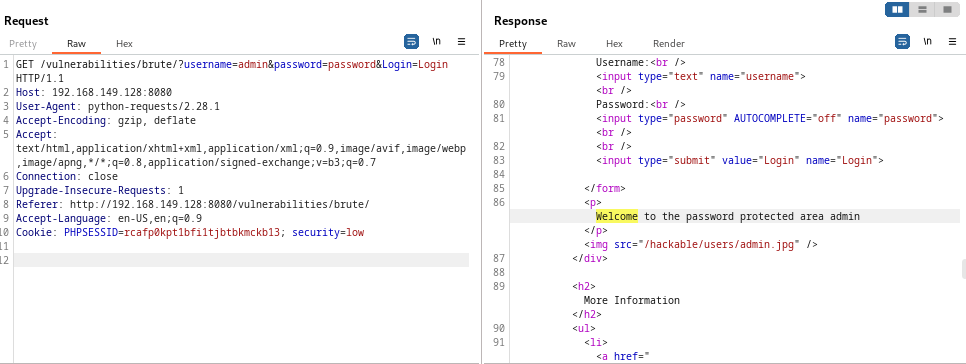 Request
Pretty Raw Hex
\n
1 GET /vulnerabilities/brute/?username=admin&password=password&Login=Login
HTTP/1.1
2 Host: 192.168.149.128:8080
3 User-Agent: python-requests/2.28.1
4 Accept-Encoding: gzip, deflate
5 Accept:
text/html,application/xhtml+xml,application/xml;q=0.9,image/avif,image/webp
,image/apng,*/*;q=0.8,application/signed-exchange;v=b3;q=0.7
6 Connection: close
7 Upgrade-Insecure-Requests: 1
8 Referer: http://192.168.149.128:8080/vulnerabilities/brute/
9 Accept-Language: en-US,en;q=0.9
10 Cookie: PHPSESSID=rcafp0kpt1bfi1tjbtbkmckb13; security=low
11
12
Response
Pretty Raw Hex Render
\n
78 Username:<br />
79 <input type="text" name="username">
<br />
80 Password:<br />
81 <input type="password" AUTOCOMPLETE="off" name="password">
<br />
82 <br />
83 <input type="submit" value="Login" name="Login">
84
85 </form>
86 <p>
Welcome to the password protected area admin
</p>
<img src="/hackable/users/admin.jpg" />
87 </div>
88
89 <h2>
More Information
</h2>
90 <ul>
91 <li>
<a href="